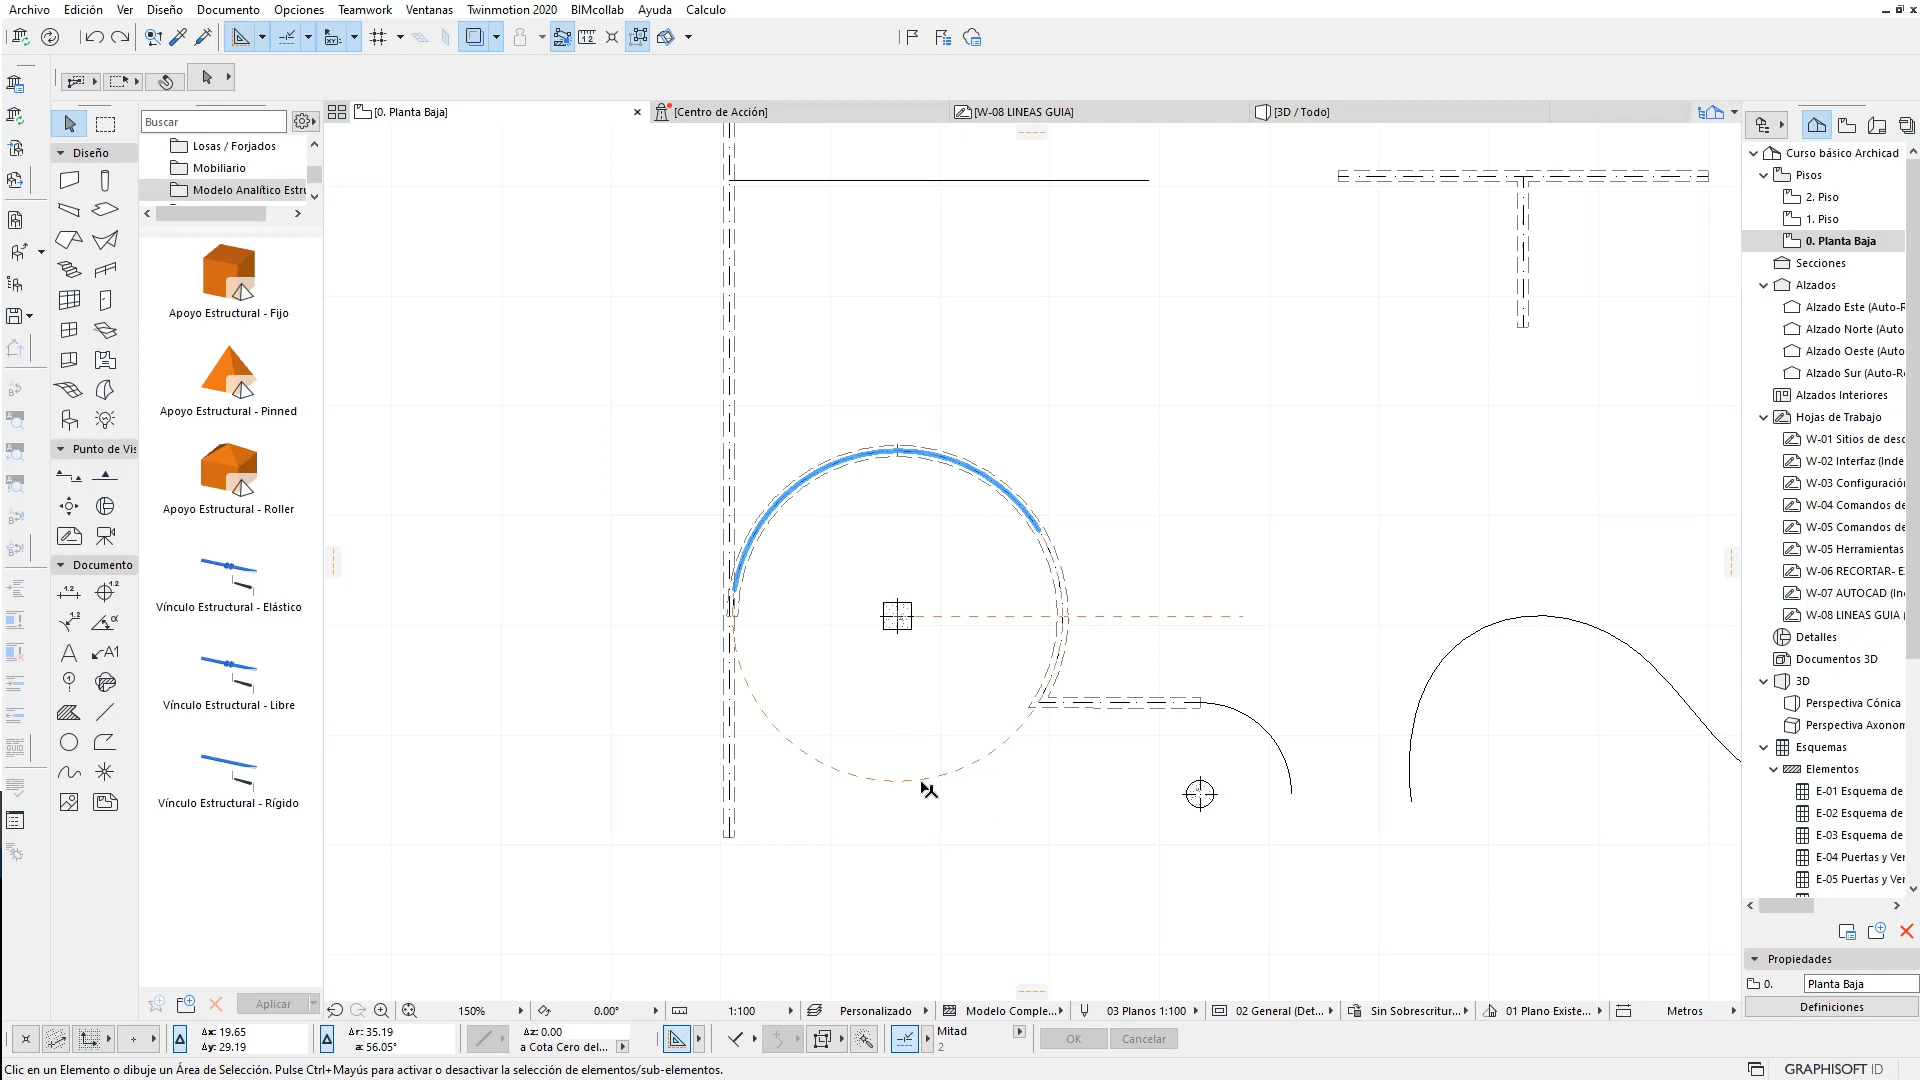 Archivo Edición Ver Diseño Documento Opciones Teamwork Ventanas Twinmotion 2020 BIMcollab Ayuda Calculo
[0. Planta Baja]
[Centro de Acción]
[W-08 LINEAS GUIA]
[3D / Todo]
Buscar
Losas / Forjados
Mobiliario
Modelo Analítico Estru
Apoyo Estructural - Fijo
Apoyo Estructural - Pinned
Apoyo Estructural - Roller
Vínculo Estructural - Elástico
Vínculo Estructural - Libre
Vínculo Estructural - Rígido
Aplicar
Diseño
Punto de Vis
Documento
Curso básico Archicad
Pisos
2. Piso
1. Piso
0. Planta Baja
Secciones
Alzados
Alzado Este (Auto-R
Alzado Norte (Auto
Alzado Oeste (Auto
Alzado Sur (Auto-Re
Alzados Interiores
Hojas de Trabajo
W-01 Sitios de desc
W-02 Interfaz (Inde
W-03 Configuración
W-04 Comandos de
W-05 Comandos de
W-05 Herramientas
W-06 RECORTAR- E
W-07 AUTOCAD (In
W-08 LINEAS GUIA (
Detalles
Documentos 3D
3D
Perspectiva Cónica
Perspectiva Axonom
Esquemas
Elementos
E-01 Esquema de
E-02 Esquema de
E-03 Esquema de
E-04 Puertas y Ver
E-05 Puertas y Ver
Propiedades
0. Planta Baja
Definiciones
150% 0.00° 1:100 Personalizado Modelo Comple... 03 Planos 1:100 02 General (Det... Sin Sobrescritur... 01 Plano Existe... Metros
Δx: 19.65 Δr: 35.19 Δz: 0.00 Mitad
Δy: 29.19 a: 56.05° a Cota Cero del... 2
OK Cancelar
Clic en un Elemento o dibuje un Área de Selección. Pulse Ctrl+Mayús para activar o desactivar la selección de elementos/sub-elementos.
GRAPHISOFT ID